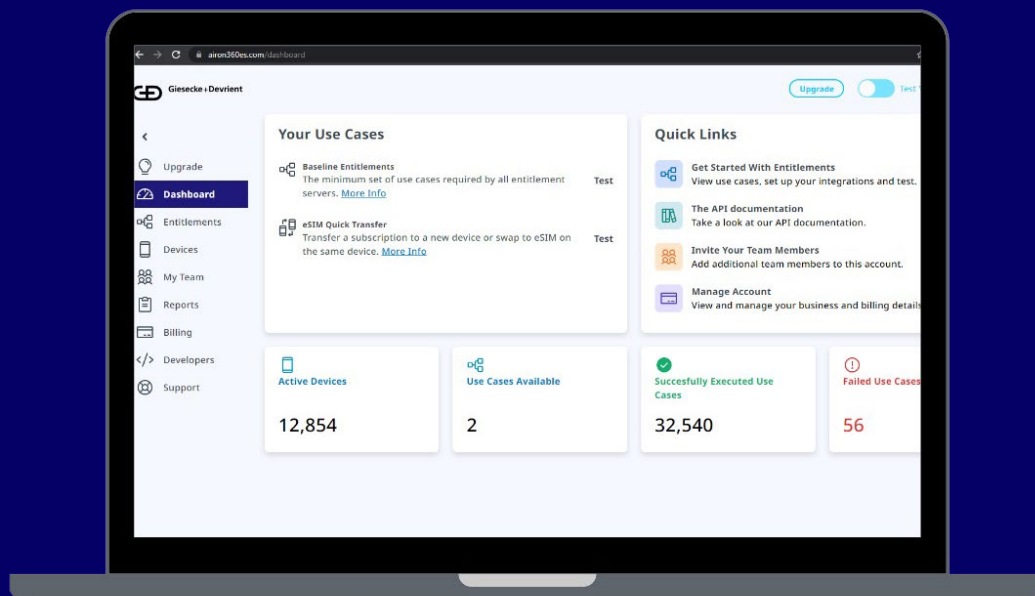 airon360es.com/dashboard
Giesecke+Devrient
Upgrade
Test
Upgrade
Dashboard
Entitlements
Devices
My Team
Reports
Billing
Developers
Support
Your Use Cases
Baseline Entitlements
The minimum set of use cases required by all entitlement
servers. More Info
Test
eSIM Quick Transfer
Transfer a subscription to a new device or swap to eSIM on
the same device. More Info
Test
Quick Links
Get Started With Entitlements
View use cases, set up your integrations and test.
The API documentation
Take a look at our API documentation.
Invite Your Team Members
Add additional team members to this account.
Manage Account
View and manage your business and billing details
Active Devices
12,854
Use Cases Available
2
Succesfully Executed Use
Cases
32,540
Failed Use Cases
56